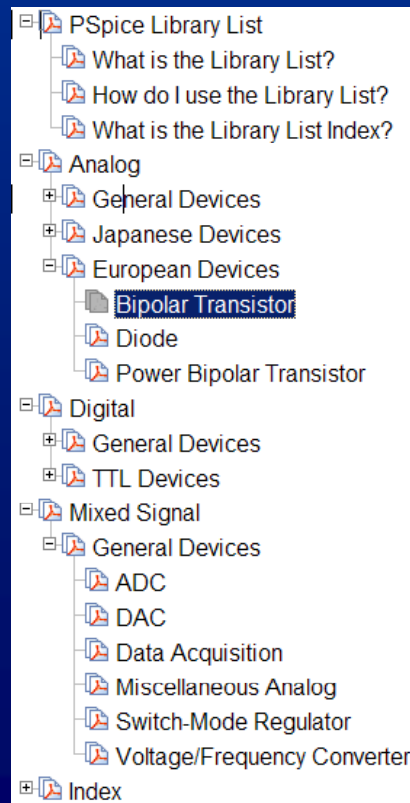 PSpice Library List
What is the Library List?
How do I use the Library List?
What is the Library List Index?
Analog
General Devices
Japanese Devices
European Devices
Bipolar Transistor
Diode
Power Bipolar Transistor
Digital
General Devices
TTL Devices
Mixed Signal
General Devices
ADC
DAC
Data Acquisition
Miscellaneous Analog
Switch-Mode Regulator
Voltage/Frequency Converter
Index